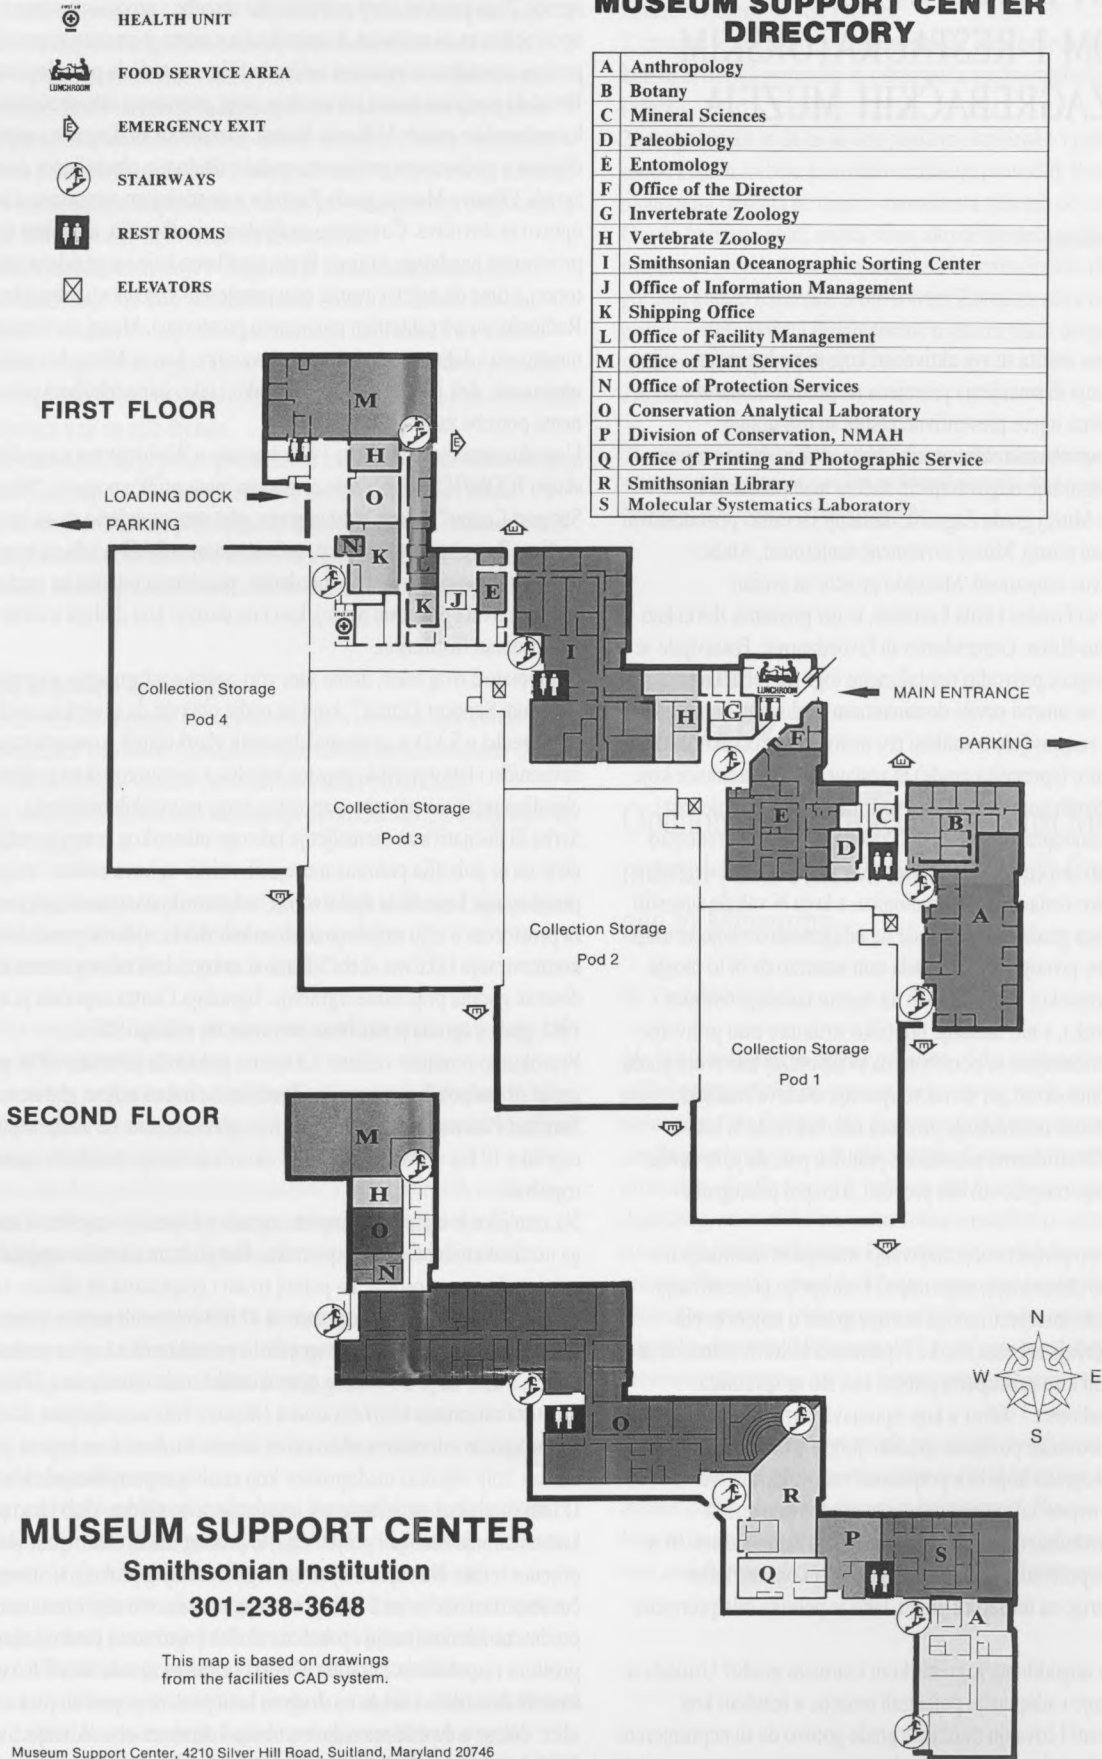 FIRST AID
HEALTH UNIT
LUNCHROOM
FOOD SERVICE AREA
E
EMERGENCY EXIT
STAIRWAYS
REST ROOMS
ELEVATORS
MUSEUM SUPPORT CENTER
DIRECTORY
A Anthropology
B Botany
C Mineral Sciences
D Paleobiology
E Entomology
F Office of the Director
G Invertebrate Zoology
H Vertebrate Zoology
I Smithsonian Oceanographic Sorting Center
J Office of Information Management
K Shipping Office
L Office of Facility Management
M Office of Plant Services
N Office of Protection Services
O Conservation Analytical Laboratory
P Division of Conservation, NMAH
Q Office of Printing and Photographic Service
R Smithsonian Library
S Molecular Systematics Laboratory
FIRST FLOOR
M
E
H
LOADING DOCK
O
PARKING
E
N
K
L
K
J
E
FIRST AID
I
Collection Storage
Pod 4
LUNCHROOM
MAIN ENTRANCE
H
G
F
PARKING
E
Collection Storage
Pod 3
E
C
B
D
E
A
Collection Storage
Pod 2
E
E
Collection Storage
Pod 1
SECOND FLOOR
E
M
H
O
E
N
N
W
E
S
O
R
P
S
Q
A
MUSEUM SUPPORT CENTER
Smithsonian Institution
301-238-3648
This map is based on drawings
from the facilities CAD system.
Museum Support Center, 4210 Silver Hill Road, Suitland, Maryland 20746